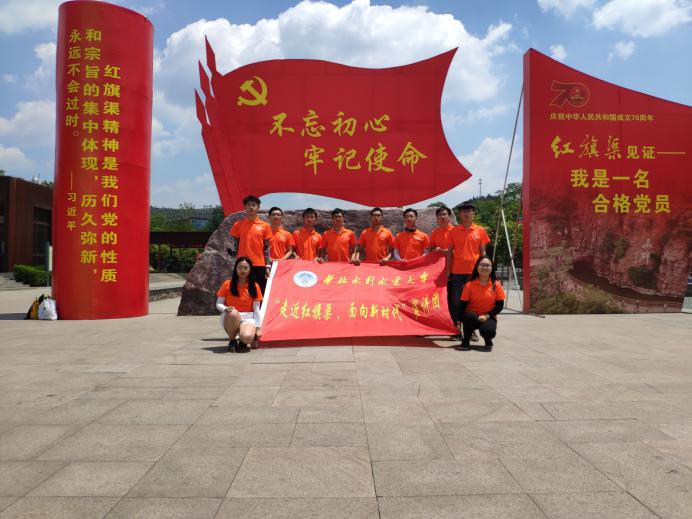 红旗渠精神是我们党的性质
和宗旨的集中体现，历久弥新，
永远不会过时。
——习近平
不忘初心
牢记使命
70
庆祝中华人民共和国成立70周年
红旗渠见证——
我是一名
合格党员
华北水利水电大学
“走近红旗渠，面向新时代”宣讲团